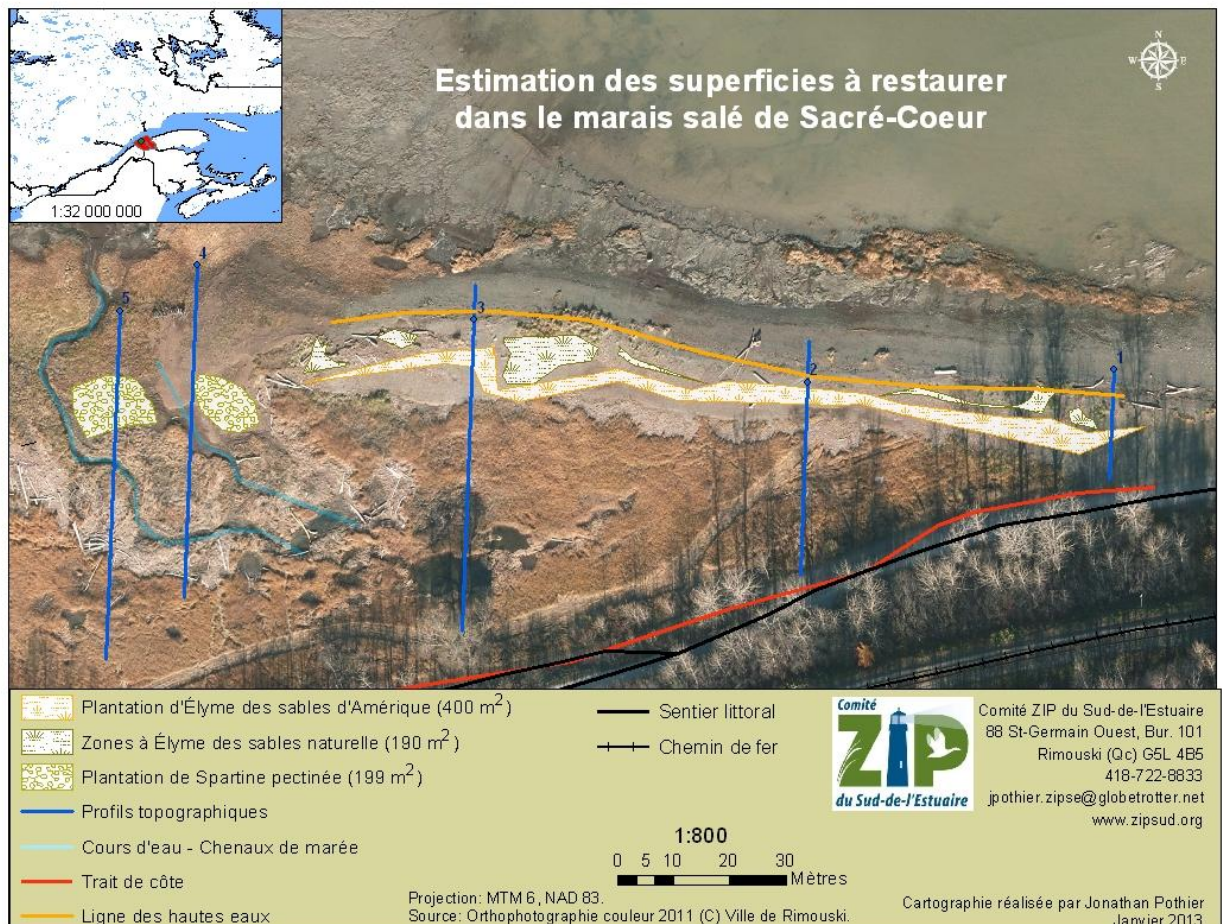 Estimation des superficies à restaurer
dans le marais salé de Sacré-Coeur
N
W E
S
1:32 000 000
5
4
3
2
1
Plantation d'Élyme des sables d'Amérique (400 m²)
Zones à Élyme des sables naturelle (190 m²)
Plantation de Spartine pectinée (199 m²)
Profils topographiques
Cours d'eau - Chenaux de marée
Trait de côte
Ligne des hautes eaux
Sentier littoral
Chemin de fer
1:800
0 5 10 20 30
Mètres
Projection: MTM 6, NAD 83.
Source: Orthophotographie couleur 2011 (C) Ville de Rimouski.
Comité
ZIP
du Sud-de-l'Estuaire
Comité ZIP du Sud-de-l'Estuaire
88 St-Germain Ouest, Bur. 101
Rimouski (Qc) G5L 4B5
418-722-8833
jpothier.zipse@globetrotter.net
www.zipsud.org
Cartographie réalisée par Jonathan Pothier
Janvier 2013